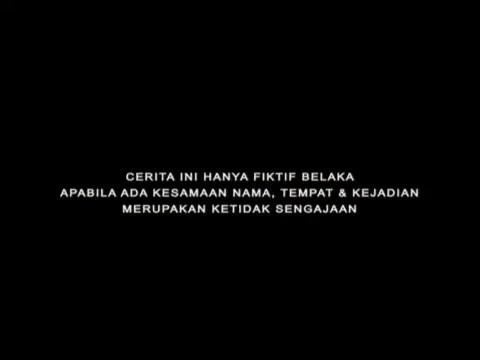 CERITA INI HANYA FIKTIF BELAKA
APABILA ADA KESAMAAN NAMA, TEMPAT & KEJADIAN
MERUPAKAN KETIDAK SENGAJAAN